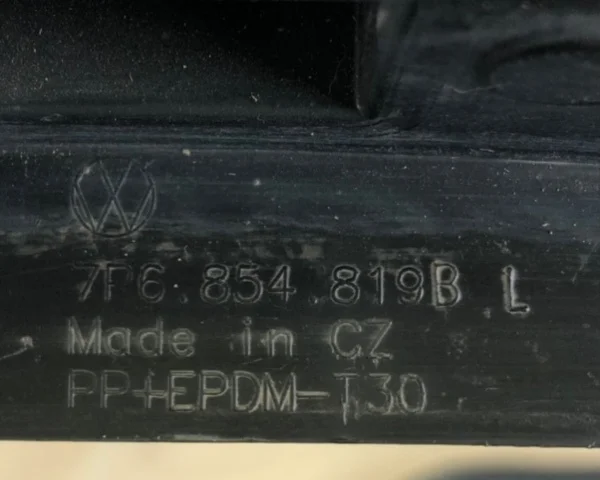 7P6.854.819B L
Made in CZ
PP+EPDM-T30